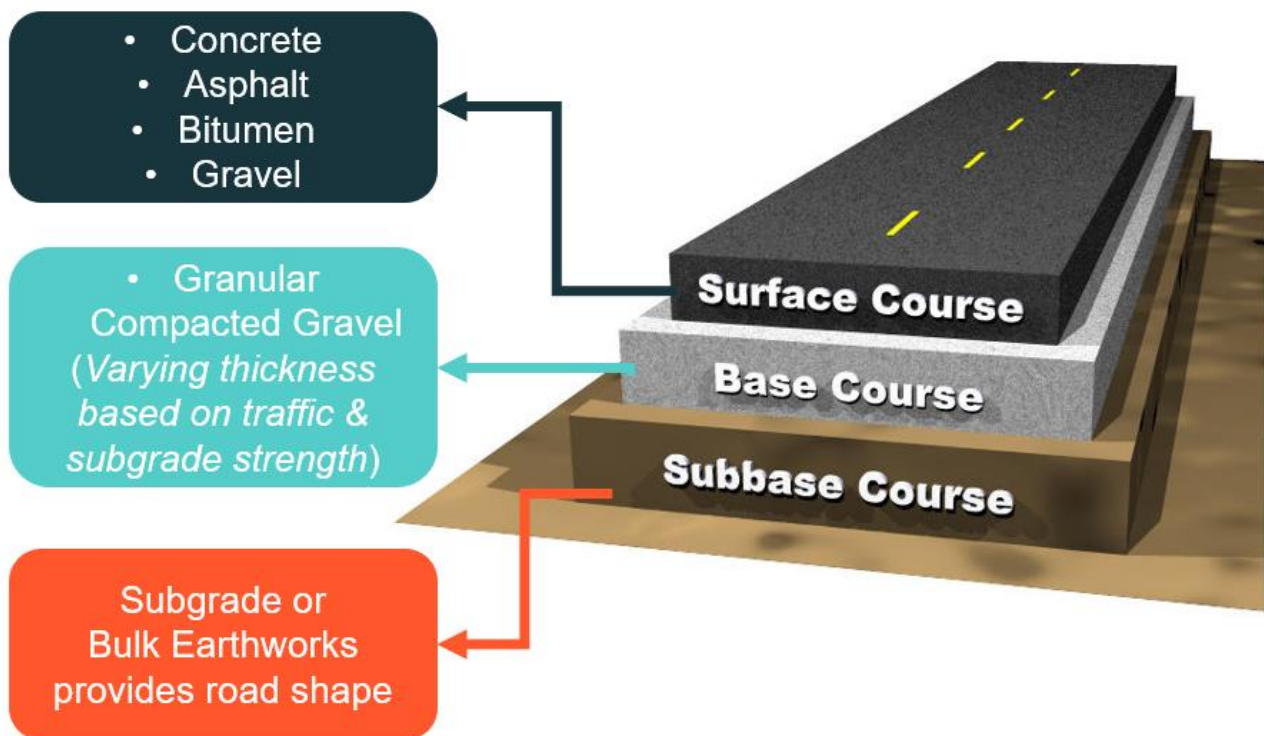 • Concrete
• Asphalt
• Bitumen
• Gravel
• Granular
Compacted Gravel
(Varying thickness
based on traffic &
subgrade strength)
Subgrade or
Bulk Earthworks
provides road shape
Surface Course
Base Course
Subbase Course